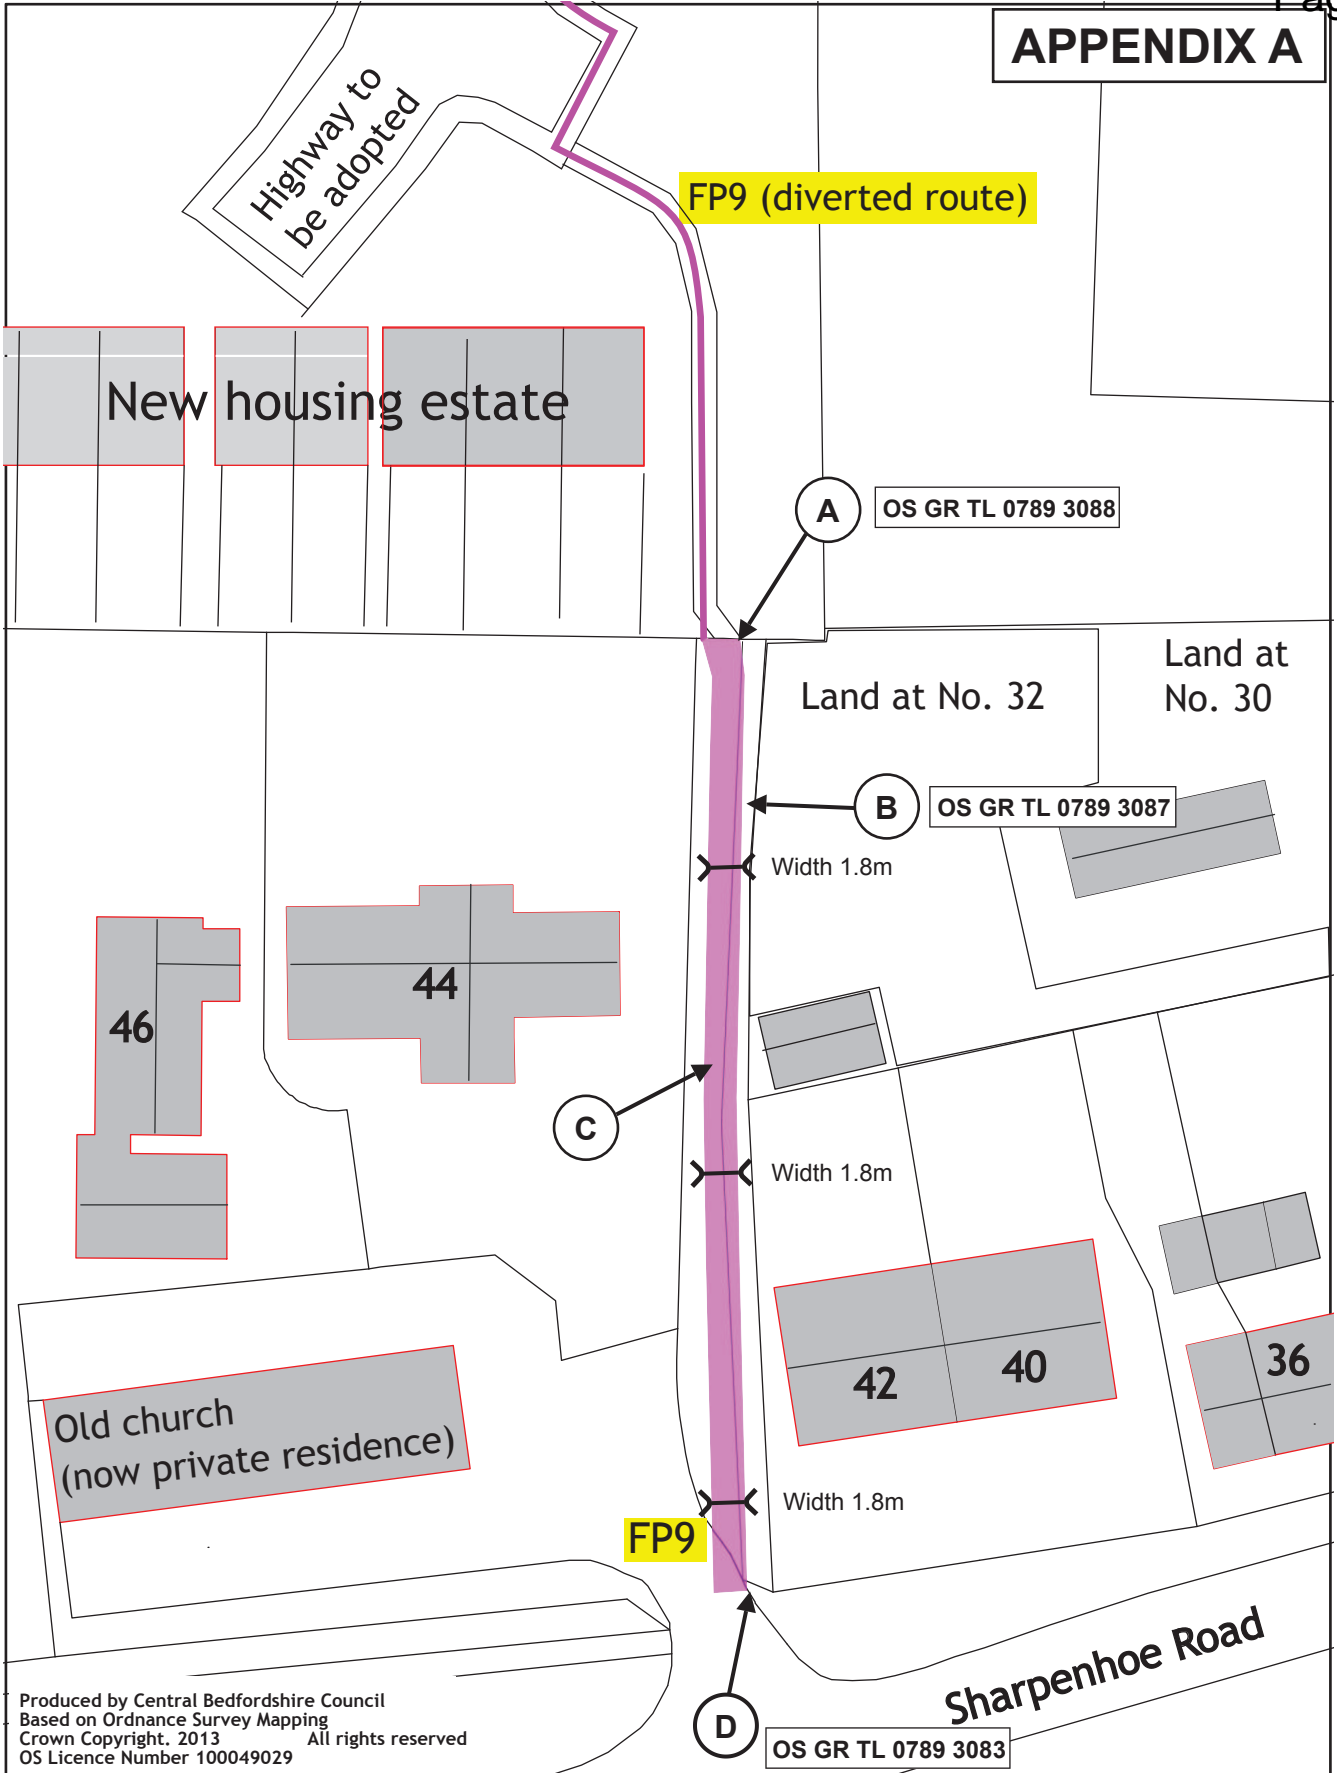 APPENDIX A
Highway to
be adopted
FP9 (diverted route)
New housing estate
A
OS GR TL 0789 3088
Land at No. 32
Land at
No. 30
B
OS GR TL 0789 3087
Width 1.8m
44
46
C
Width 1.8m
42
40
36
Old church
(now private residence)
Width 1.8m
FP9
Sharpenhoe Road
D
OS GR TL 0789 3083
Produced by Central Bedfordshire Council
Based on Ordnance Survey Mapping
Crown Copyright. 2013 All rights reserved
OS Licence Number 100049029